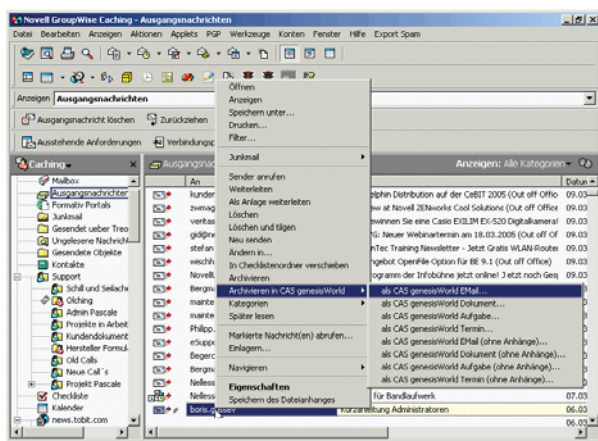 Novell GroupWise Caching - Ausgangsnachrichten
Datei Bearbeiten Anzeigen Aktionen Applets PGP Werkzeuge Konten Fenster Hilfe Export Spam
Anzeigen Ausgangsnachrichten
Ausgangsnachricht löschen Zurückziehen
Ausstehende Anforderungen
Caching
Anzeigen: Alle Kategorien
An
Datum
Mailbox
Ausgangsnachrichten
Formativ Portals
Junkmail
Gesendet ueber Treo
Ungelesene Nachricht
Gesendete Objekte
Kontakte
Support
Schill und Seilache
Olching
Admin Pascale
Projekte in Arbeit
Kundendokument
Hersteller Formul
Old Calls
New Call´s
Projekt Pascale
Checkliste
Kalender
news.tobit.com
Öffnen
Anzeigen
Speichern unter...
Drucken...
Filter...
Junkmail
Sender anrufen
Weiterleiten
Als Anlage weiterleiten
Löschen
Löschen und tilgen
Neu senden
Ändern in...
In Checklistenordner verschieben
Archivieren
Archivieren in CAS genesisWorld
Kategorien
Später lesen
Markierte Nachricht(en) abrufen...
Einlagern...
Navigieren
Eigenschaften
Speichern des Dateianhanges
als CAS genesisWorld EMail...
als CAS genesisWorld Dokument...
als CAS genesisWorld Aufgabe...
als CAS genesisWorld Termin...
als CAS genesisWorld EMail (ohne Anhänge)...
als CAS genesisWorld Dokument (ohne Anhänge)...
als CAS genesisWorld Aufgabe (ohne Anhänge)...
als CAS genesisWorld Termin (ohne Anhänge)...
kunder elphin Distribution auf der CeBIT 2005 (Out off Offic 09.03
zwmag ew at Novell ZENworks Cool Solutions (Out off Office 09.03
veritas ewinnen Sie eine Casio EXILIM EX-S20 Digitalkamera! 09.03
gid@ne G: Neuer Webinartermin am 18.03.2005 (Out off Of 09.03
stefan nTec Training Newsletter - Jetzt Gratis WLAN-Router 09.03
wischh ngebot OpenFile Option für BE 9.1 (Out off Office) 09.03
NovellL rogramm der Infobühne jetzt online! 3 jetzt noch 09.03
Bergma
mainte
mainte
Philipp.
eSuppo
Begerc
Bergma
Nelless
Nelless für Bandlaufwerk 07.03
boris.gassev Kurzanleitung Administratoren 06.03
06.03